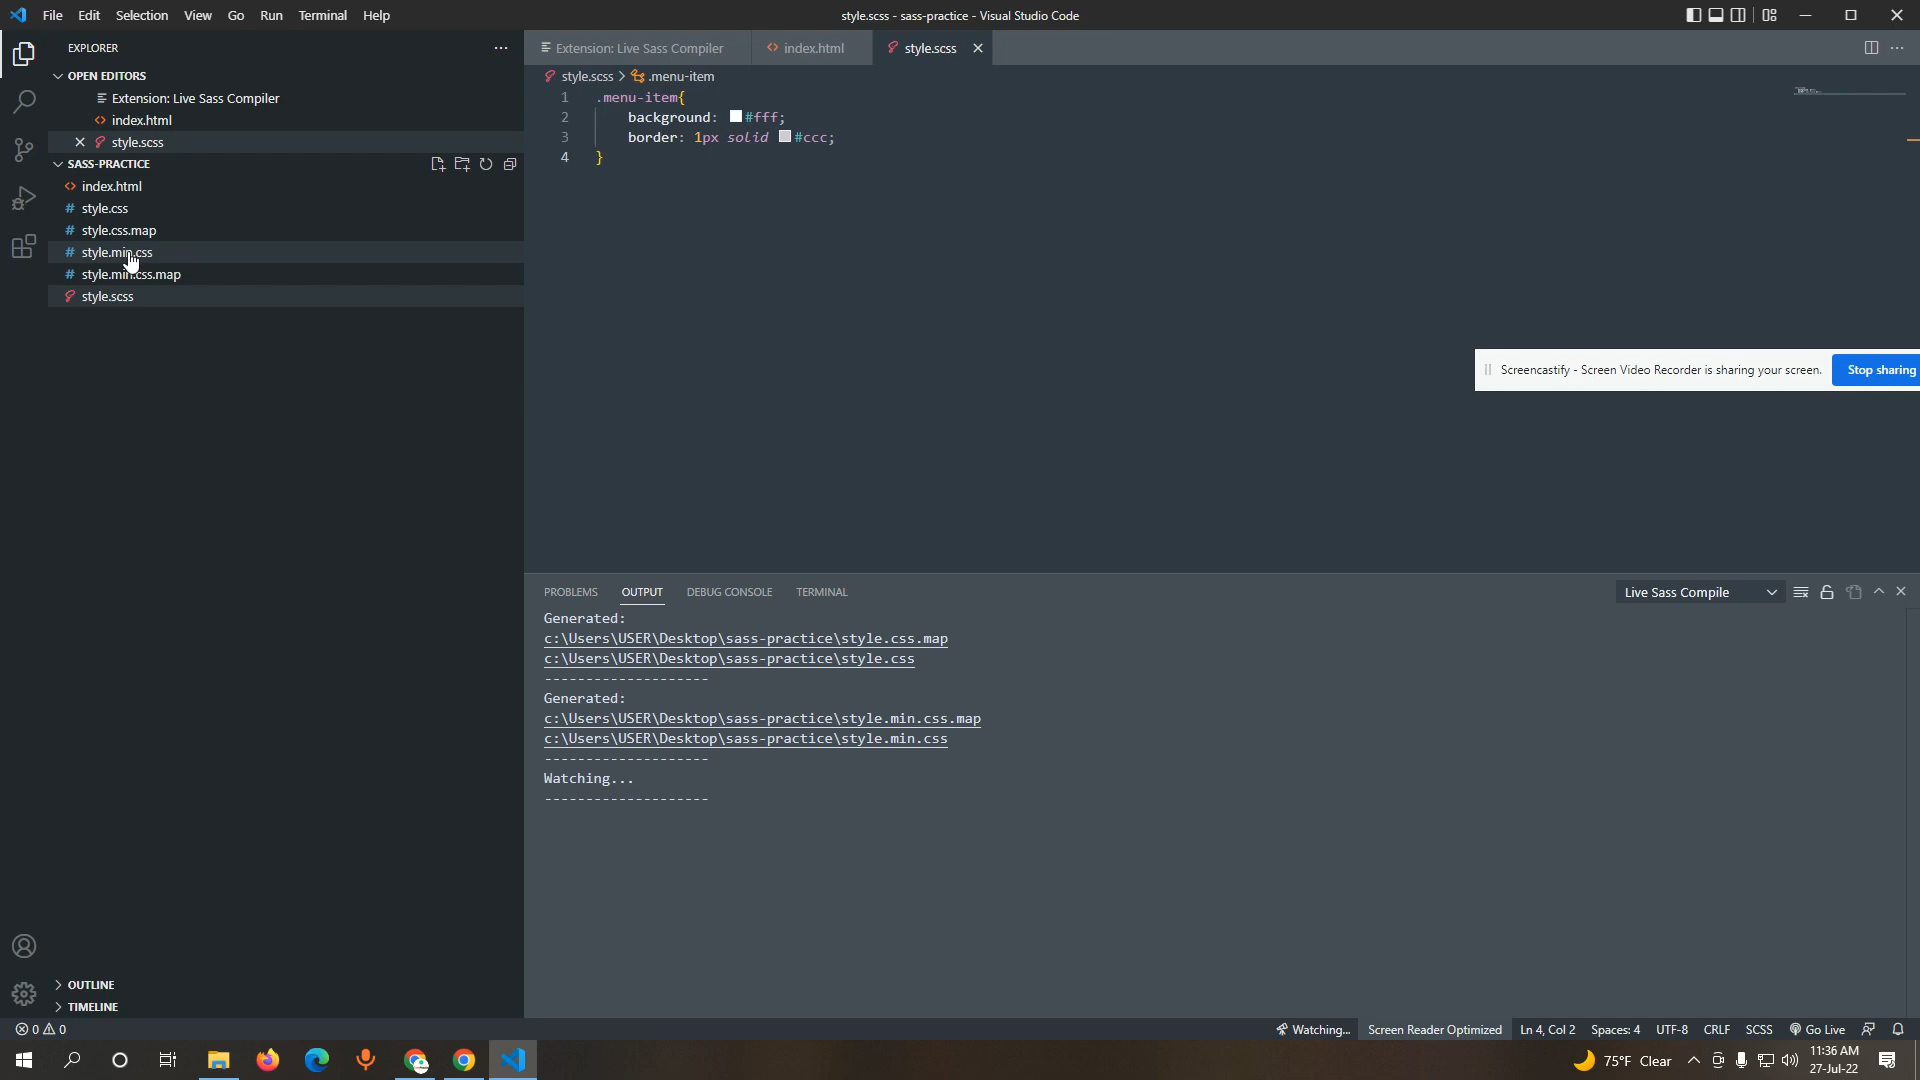 File Edit Selection View Go Run Terminal Help
style.scss - sass-practice - Visual Studio Code
EXPLORER
OPEN EDITORS
Extension: Live Sass Compiler
index.html
style.scss
SASS-PRACTICE
index.html
style.css
style.css.map
style.min.css
style.min.css.map
style.scss
OUTLINE
TIMELINE
Extension: Live Sass Compiler index.html style.scss
style.scss > .menu-item
1 .menu-item{
2 background: #fff;
3 border: 1px solid #ccc;
4 }
Screencastify - Screen Video Recorder is sharing your screen. Stop sharing
PROBLEMS OUTPUT DEBUG CONSOLE TERMINAL
Live Sass Compile
Generated:
c:\Users\USER\Desktop\sass-practice\style.css.map
c:\Users\USER\Desktop\sass-practice\style.css
--------------------
Generated:
c:\Users\USER\Desktop\sass-practice\style.min.css.map
c:\Users\USER\Desktop\sass-practice\style.min.css
--------------------
Watching...
--------------------
0 0
Watching... Screen Reader Optimized Ln 4, Col 2 Spaces: 4 UTF-8 CRLF SCSS Go Live
75°F Clear
11:36 AM
27-Jul-22